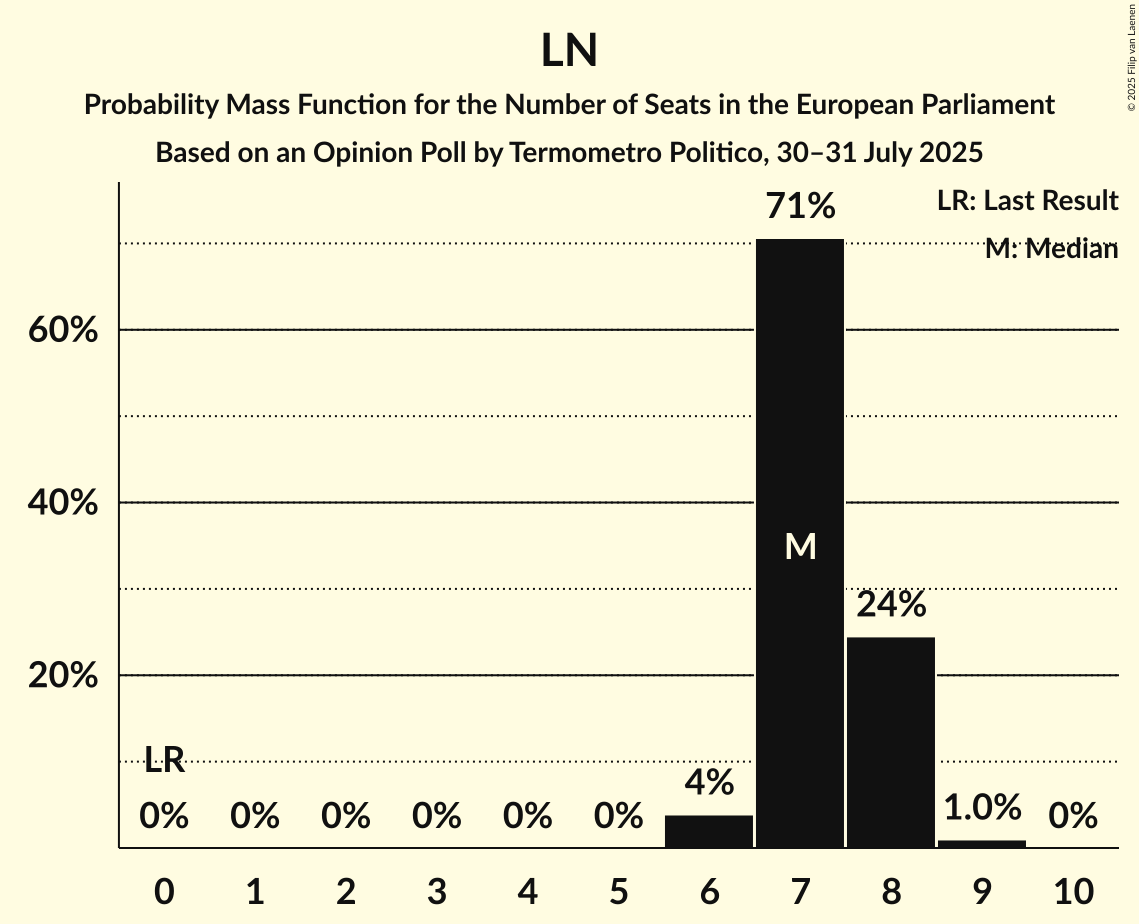 LN
Probability Mass Function for the Number of Seats in the European Parliament
Based on an Opinion Poll by Termometro Politico, 30–31 July 2025
© 2025 Filip van Laenen
LR: Last Result
M: Median
71%
60%
40%
M
24%
20%
LR
4%
0% 0% 0% 0% 0% 0% 1.0% 0%
0 1 2 3 4 5 6 7 8 9 10